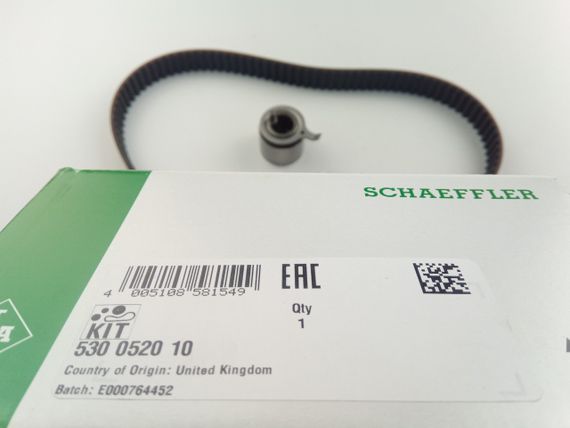 SCHAEFFLER
4 005108 581549
EAC
Qty
1
KIT
530 0520 10
Country of Origin: United Kingdom
Batch: E000764452